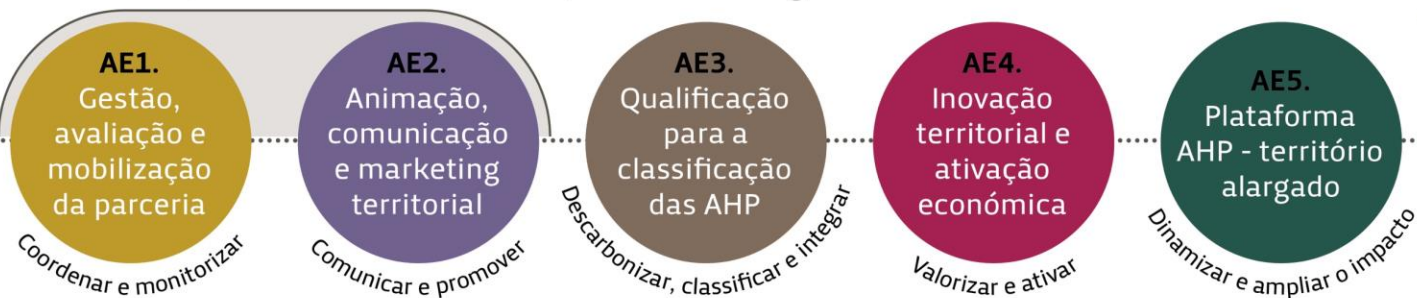 AE1.
Gestão,
avaliação e
mobilização
da parceria
Coordenar e monitorizar
AE2.
Animação,
comunicação
e marketing
territorial
Comunicar e promover
AE3.
Qualificação
para a
classificação
das AHP
Descarbonizar, classificar e integrar
AE4.
Inovação
territorial e
ativação
económica
Valorizar e ativar
AE5.
Plataforma
AHP - território
alargado
Dinamizar e ampliar o impacto